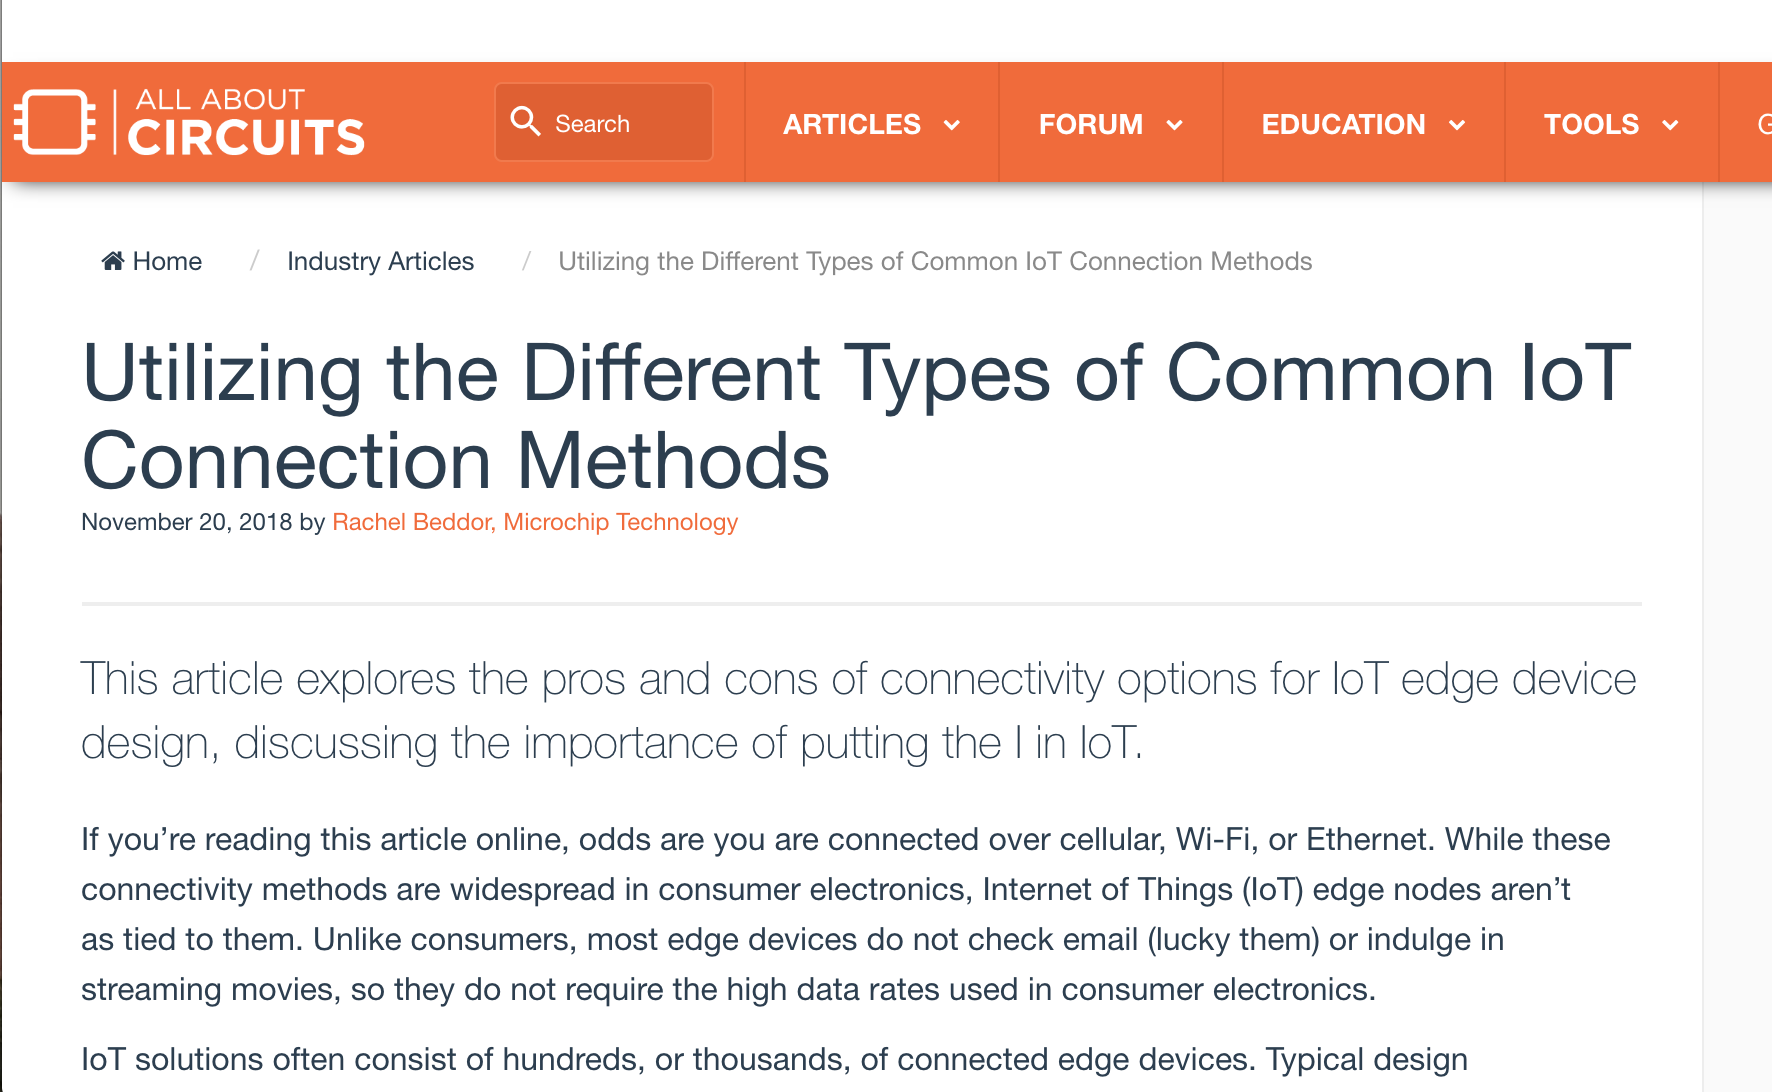 ALL ABOUT
CIRCUITS
Search
ARTICLES
FORUM
EDUCATION
TOOLS
Home / Industry Articles / Utilizing the Different Types of Common IoT Connection Methods
Utilizing the Different Types of Common IoT
Connection Methods
November 20, 2018 by Rachel Beddor, Microchip Technology
This article explores the pros and cons of connectivity options for IoT edge device
design, discussing the importance of putting the I in IoT.
If you’re reading this article online, odds are you are connected over cellular, Wi-Fi, or Ethernet. While these
connectivity methods are widespread in consumer electronics, Internet of Things (IoT) edge nodes aren’t
as tied to them. Unlike consumers, most edge devices do not check email (lucky them) or indulge in
streaming movies, so they do not require the high data rates used in consumer electronics.
IoT solutions often consist of hundreds, or thousands, of connected edge devices. Typical design